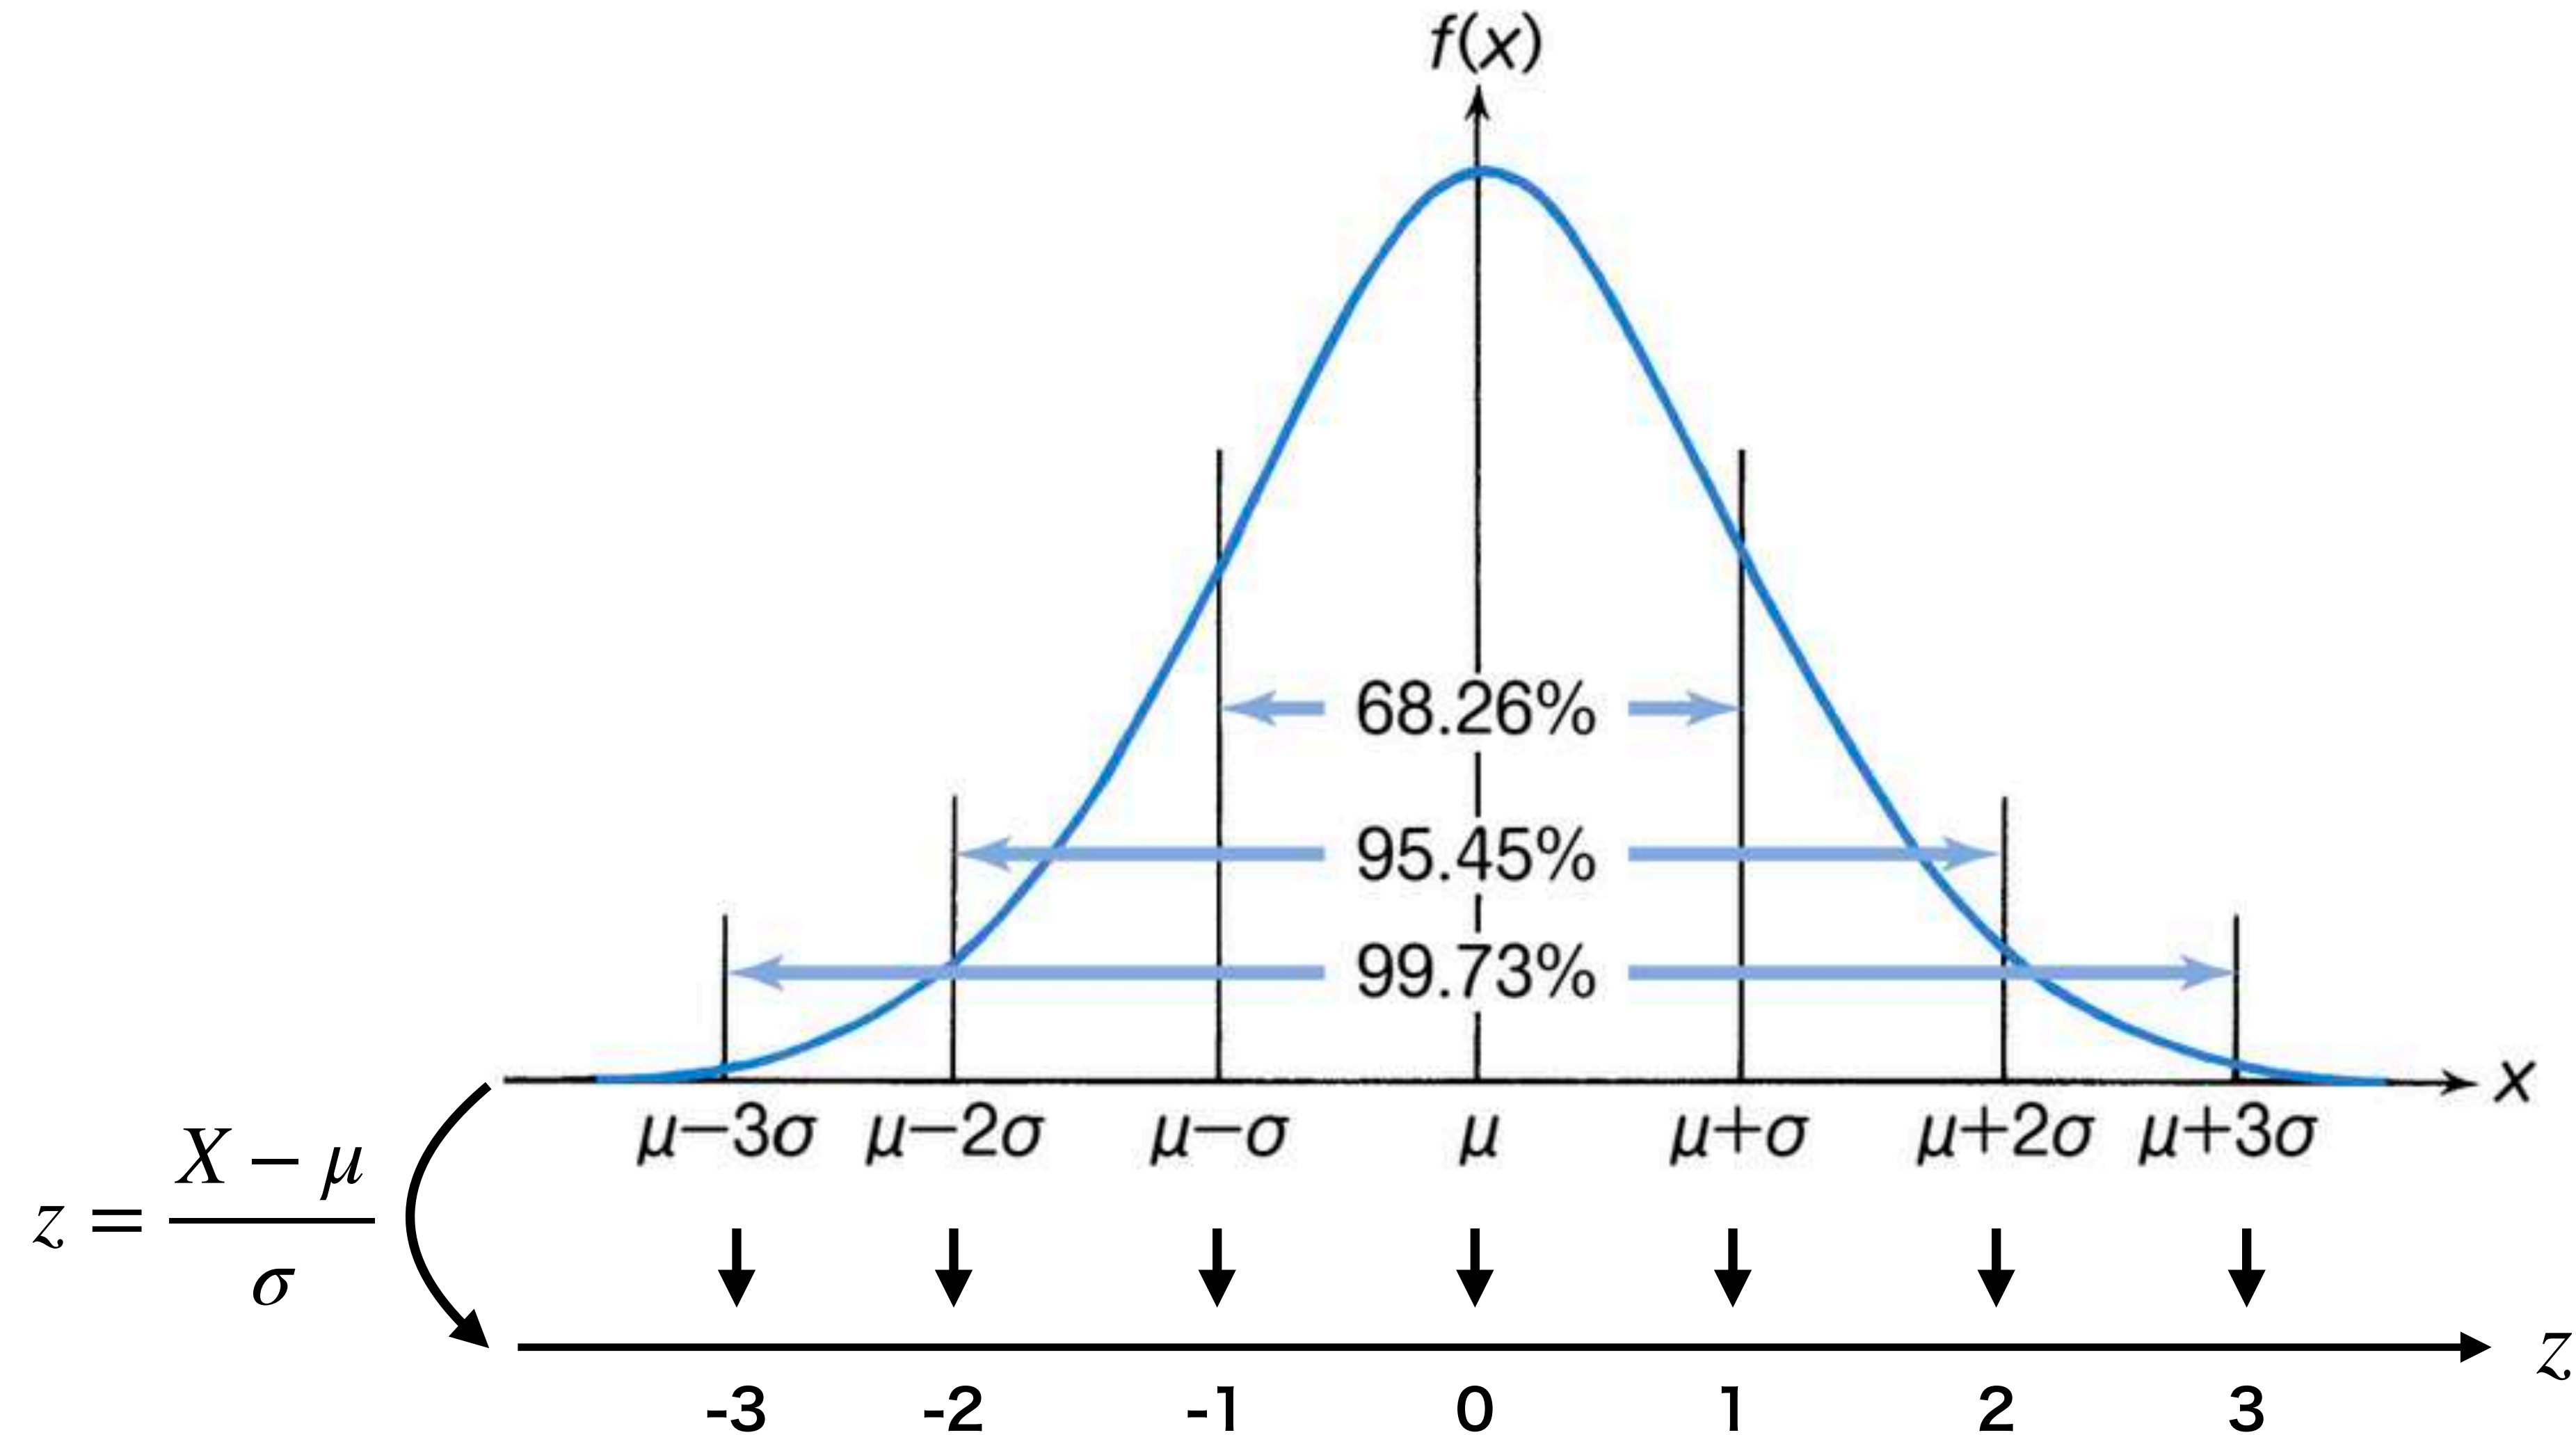 f(x)
68.26%
95.45%
99.73%
x
μ−3σ μ−2σ μ−σ μ μ+σ μ+2σ μ+3σ
z = (X − μ) / σ
z
-3 -2 -1 0 1 2 3